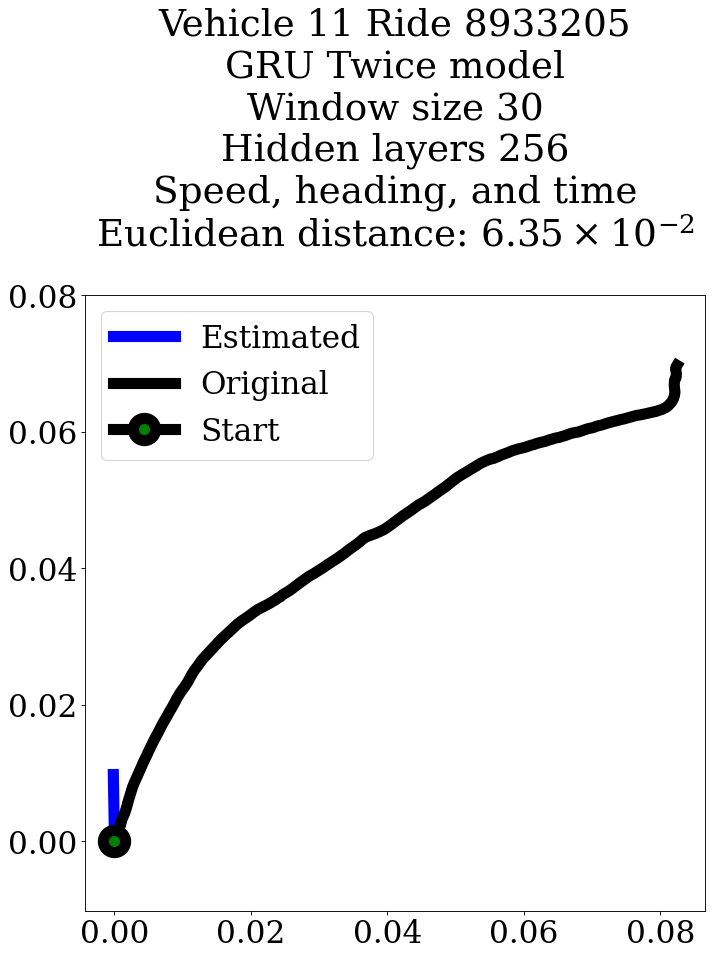 Vehicle 11 Ride 8933205
GRU Twice model
Window size 30
Hidden layers 256
Speed, heading, and time
Euclidean distance: 6.35 × 10⁻²
0.08
Estimated
Original
Start
0.06
0.04
0.02
0.00
0.00 0.02 0.04 0.06 0.08